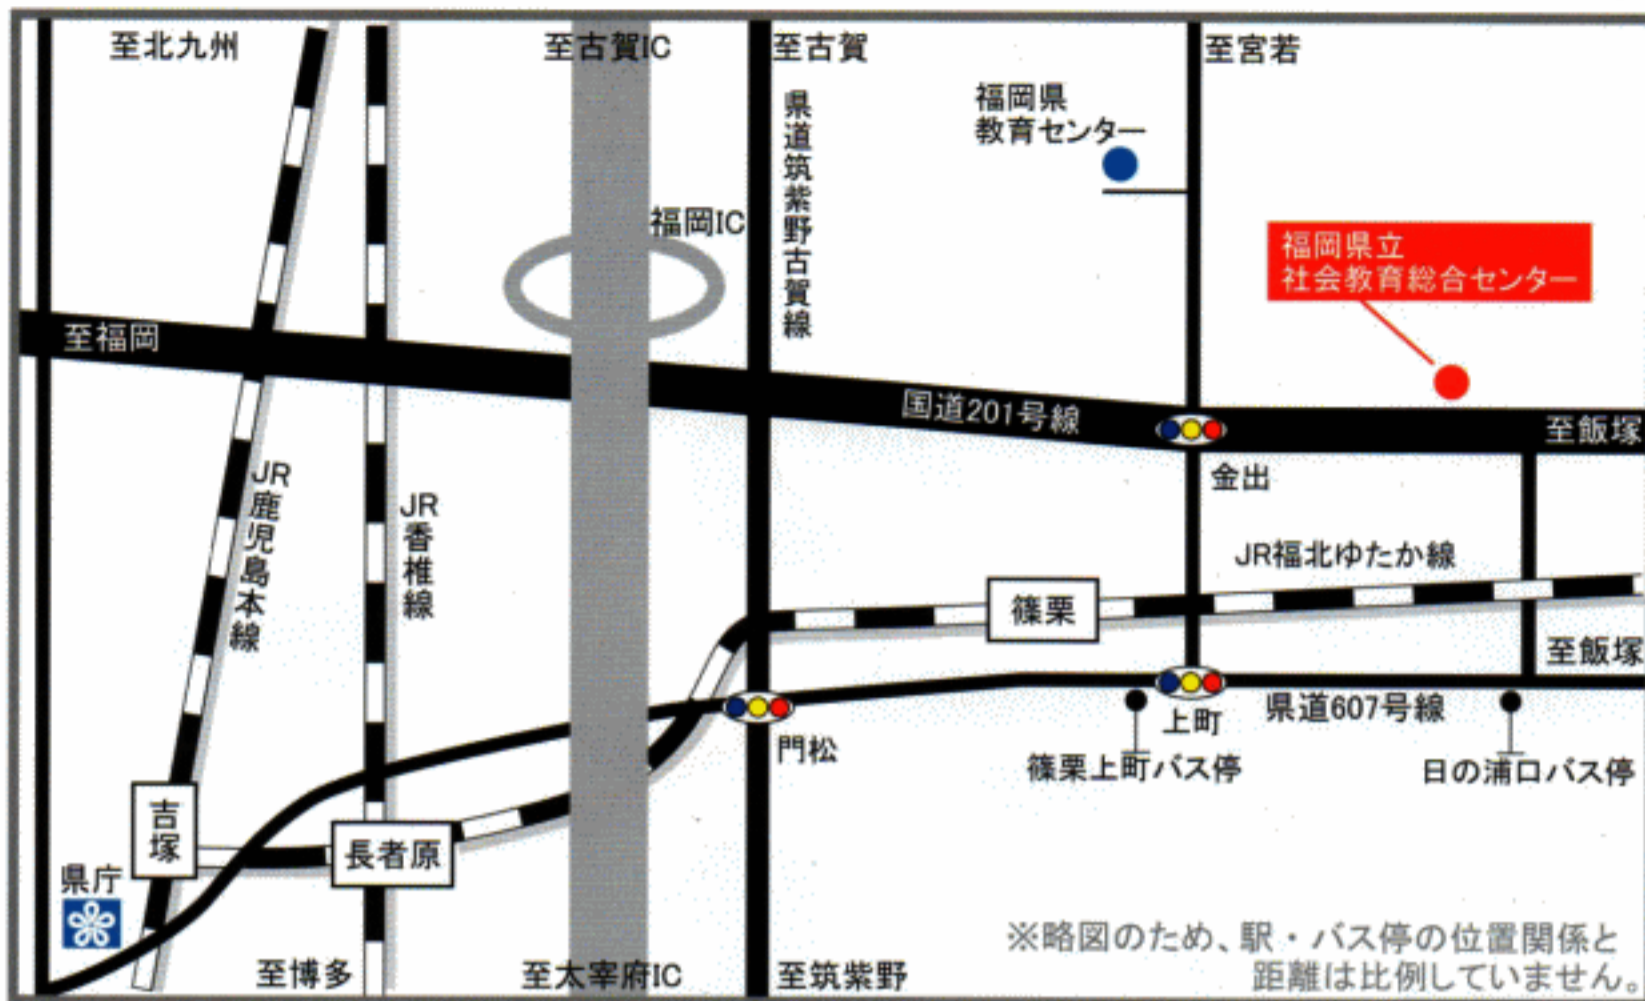 至北九州
至古賀IC
至古賀
至宮若
県道筑紫野古賀線
福岡県
教育センター
福岡IC
福岡県立
社会教育総合センター
至福岡
国道201号線
至飯塚
金出
JR鹿児島本線
JR香椎線
JR福北ゆたか線
篠栗
至飯塚
県道607号線
上町
門松
篠栗上町バス停
日の浦口バス停
吉塚
長者原
県庁
至博多
至太宰府IC
至筑紫野
※略図のため、駅・バス停の位置関係と
距離は比例していません。